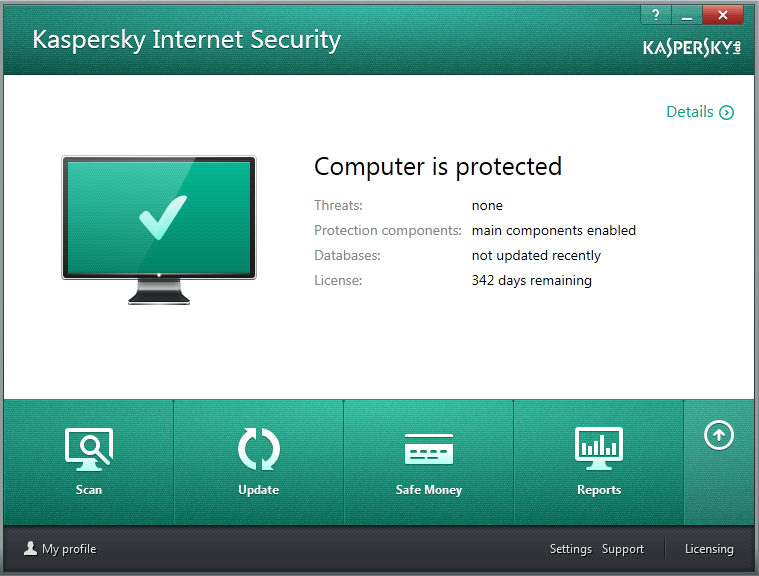 Kaspersky Internet Security
?
KASPERSKY lab
Details
Computer is protected
Threats: none
Protection components: main components enabled
Databases: not updated recently
License: 342 days remaining
Scan Update Safe Money Reports
My profile Settings Support Licensing